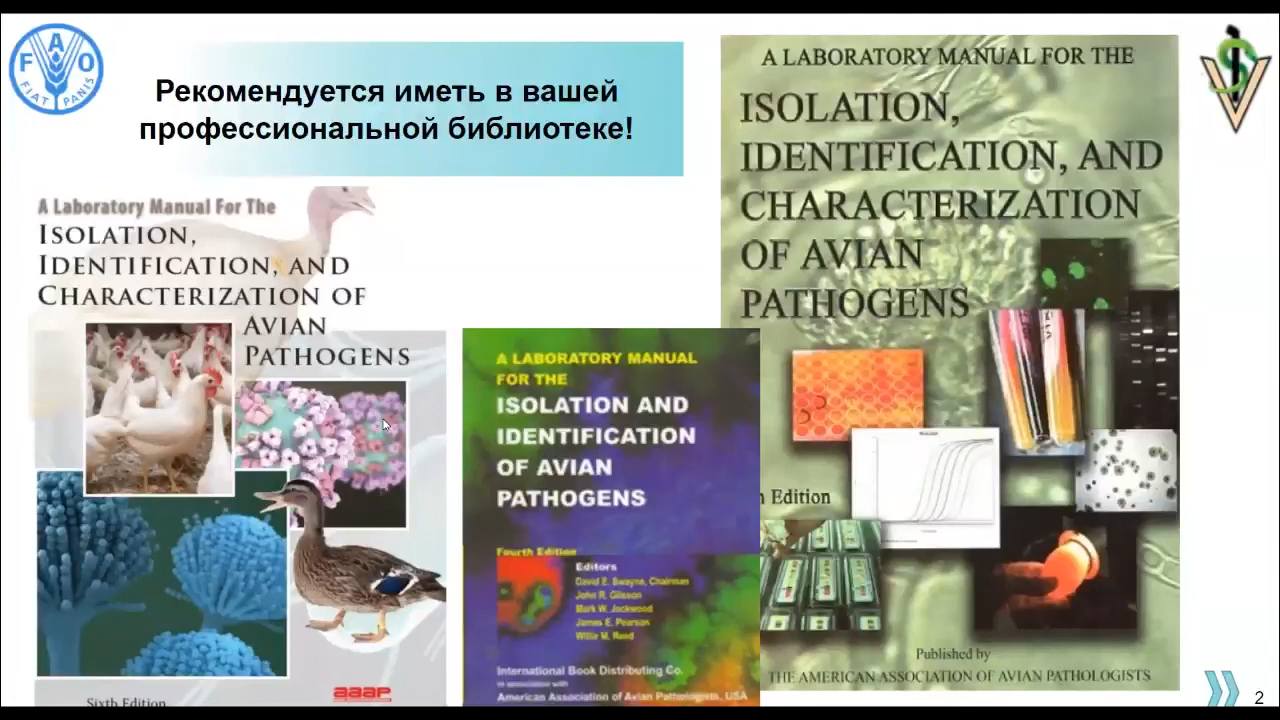 FAO
FIAT PANIS
Рекомендуется иметь в вашей
профессиональной библиотеке!
A Laboratory Manual For The
ISOLATION,
IDENTIFICATION, AND
CHARACTERIZATION OF
AVIAN
PATHOGENS
Sixth Edition
aaap
A LABORATORY MANUAL
FOR THE
ISOLATION AND
IDENTIFICATION
OF AVIAN
PATHOGENS
Fourth Edition
Editors
David E. Swayne, Chairman
John R. Glisson
Mark W. Jackwood
James E. Pearson
Willie M. Reed
International Book Distributing Co.
in association with
American Association of Avian Pathologists, USA
A LABORATORY MANUAL FOR THE
ISOLATION,
IDENTIFICATION, AND
CHARACTERIZATION
OF AVIAN
PATHOGENS
h Edition
Published by
THE AMERICAN ASSOCIATION OF AVIAN PATHOLOGISTS
2